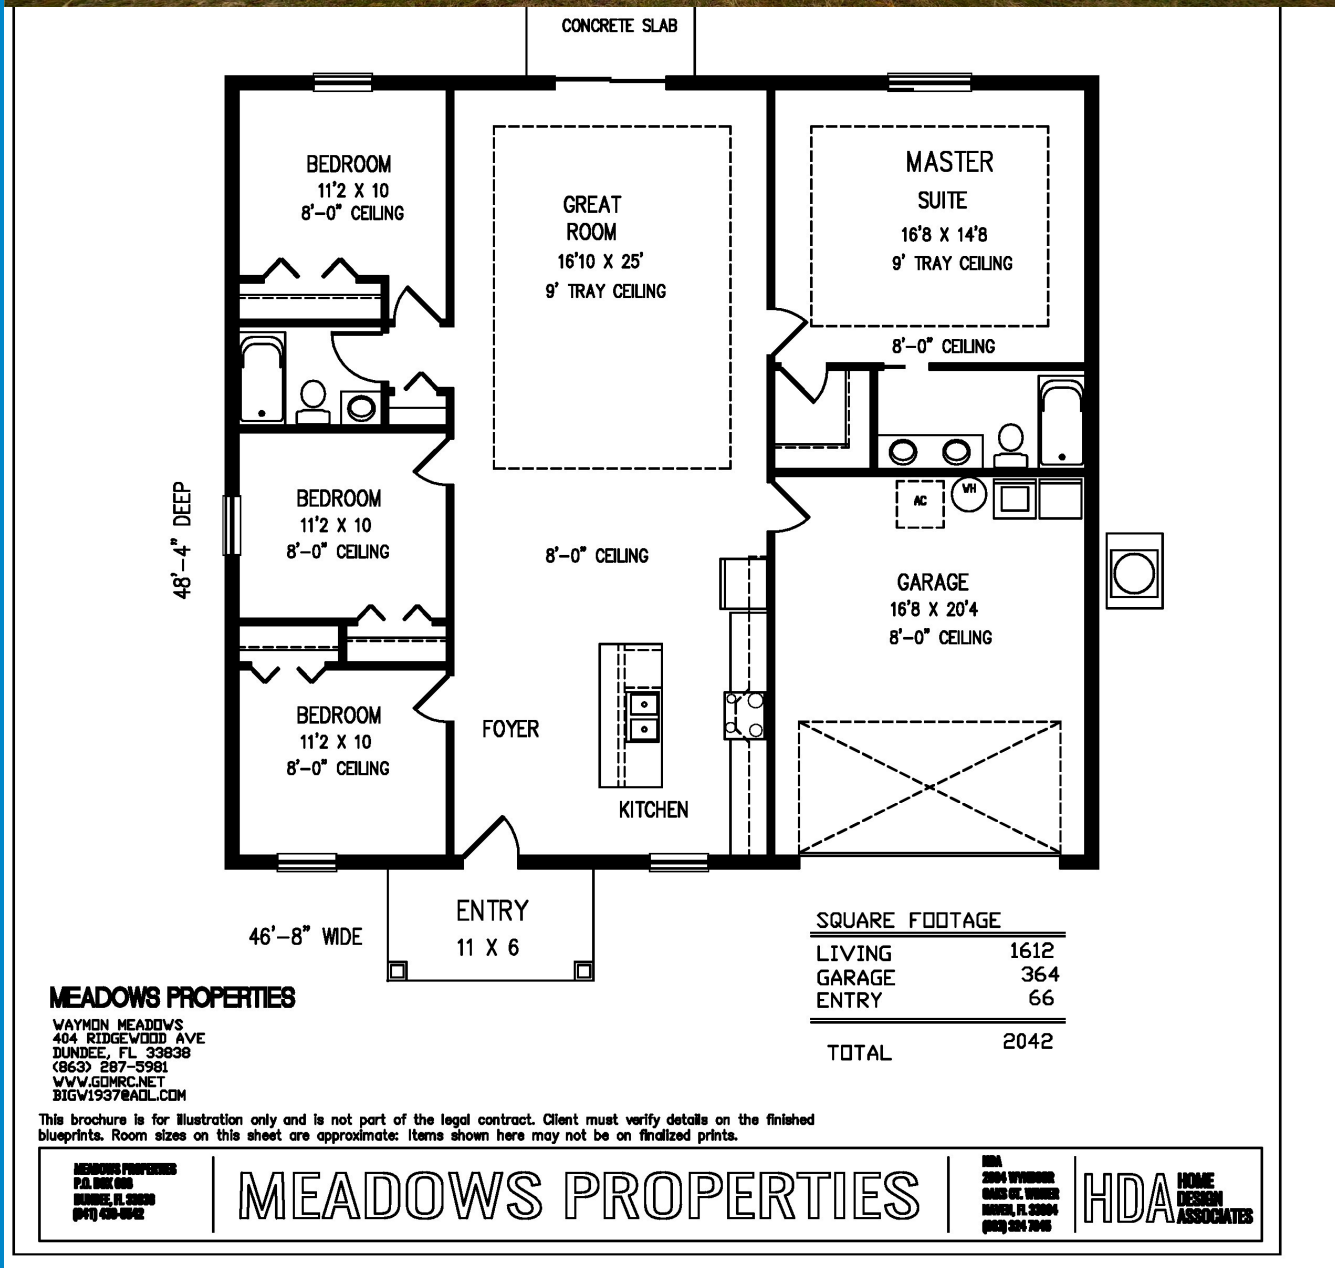 CONCRETE SLAB
BEDROOM
11'2 X 10
8'-0" CEILING
GREAT
ROOM
16'10 X 25'
9' TRAY CEILING
MASTER
SUITE
16'8 X 14'8
9' TRAY CEILING
8'-0" CEILING
48'-4" DEEP
BEDROOM
11'2 X 10
8'-0" CEILING
8'-0" CEILING
AC
WH
GARAGE
16'8 X 20'4
8'-0" CEILING
BEDROOM
11'2 X 10
8'-0" CEILING
FOYER
KITCHEN
ENTRY
11 X 6
46'-8" WIDE
SQUARE FOOTAGE
LIVING 1612
GARAGE 364
ENTRY 66
TOTAL 2042
MEADOWS PROPERTIES
WAYMON MEADOWS
404 RIDGEWOOD AVE
DUNDEE, FL 33838
(863) 287-5981
WWW.GOMRC.NET
BIGW1937@AOL.COM
This brochure is for illustration only and is not part of the legal contract. Client must verify details on the finished
blueprints. Room sizes on this sheet are approximate: Items shown here may not be on finalized prints.
MEADOWS PROPERTIES
P.O. BOX
DUNDEE, FL
MEADOWS PROPERTIES
HDA
HAVEN, FL
HDA
HOME
DESIGN
ASSOCIATES